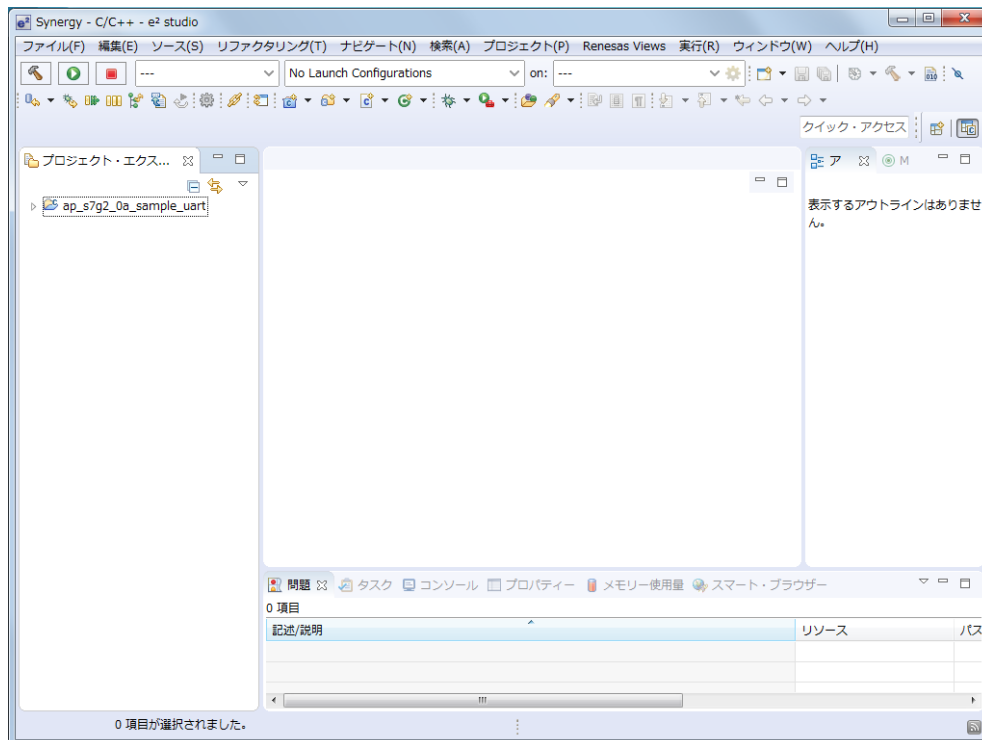 Synergy - C/C++ - e² studio
ファイル(F) 編集(E) ソース(S) リファクタリング(T) ナビゲート(N) 検索(A) プロジェクト(P) Renesas Views 実行(R) ウィンドウ(W) ヘルプ(H)
--- No Launch Configurations on: ---
クイック・アクセス
プロジェクト・エクス...
ア M
ap_s7g2_0a_sample_uart
表示するアウトラインはありませ
ん。
問題 タスク コンソール プロパティー メモリー使用量 スマート・ブラウザー
0 項目
記述/説明 リソース パス
0 項目が選択されました。